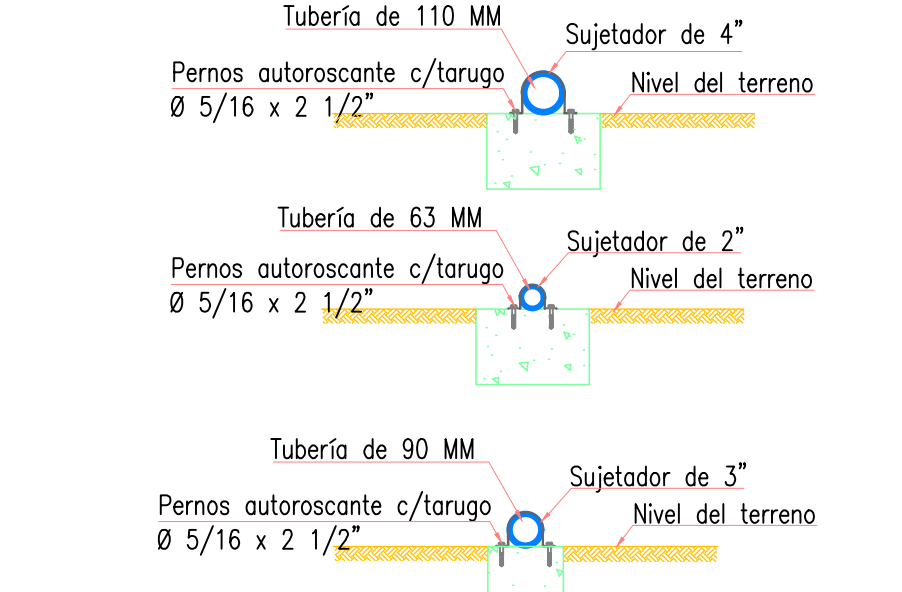 Tubería de 110 MM
Sujetador de 4”
Pernos autoroscante c/tarugo
Ø 5/16 x 2 1/2”
Nivel del terreno
Tubería de 63 MM
Sujetador de 2”
Pernos autoroscante c/tarugo
Ø 5/16 x 2 1/2”
Nivel del terreno
Tubería de 90 MM
Sujetador de 3”
Pernos autoroscante c/tarugo
Ø 5/16 x 2 1/2”
Nivel del terreno